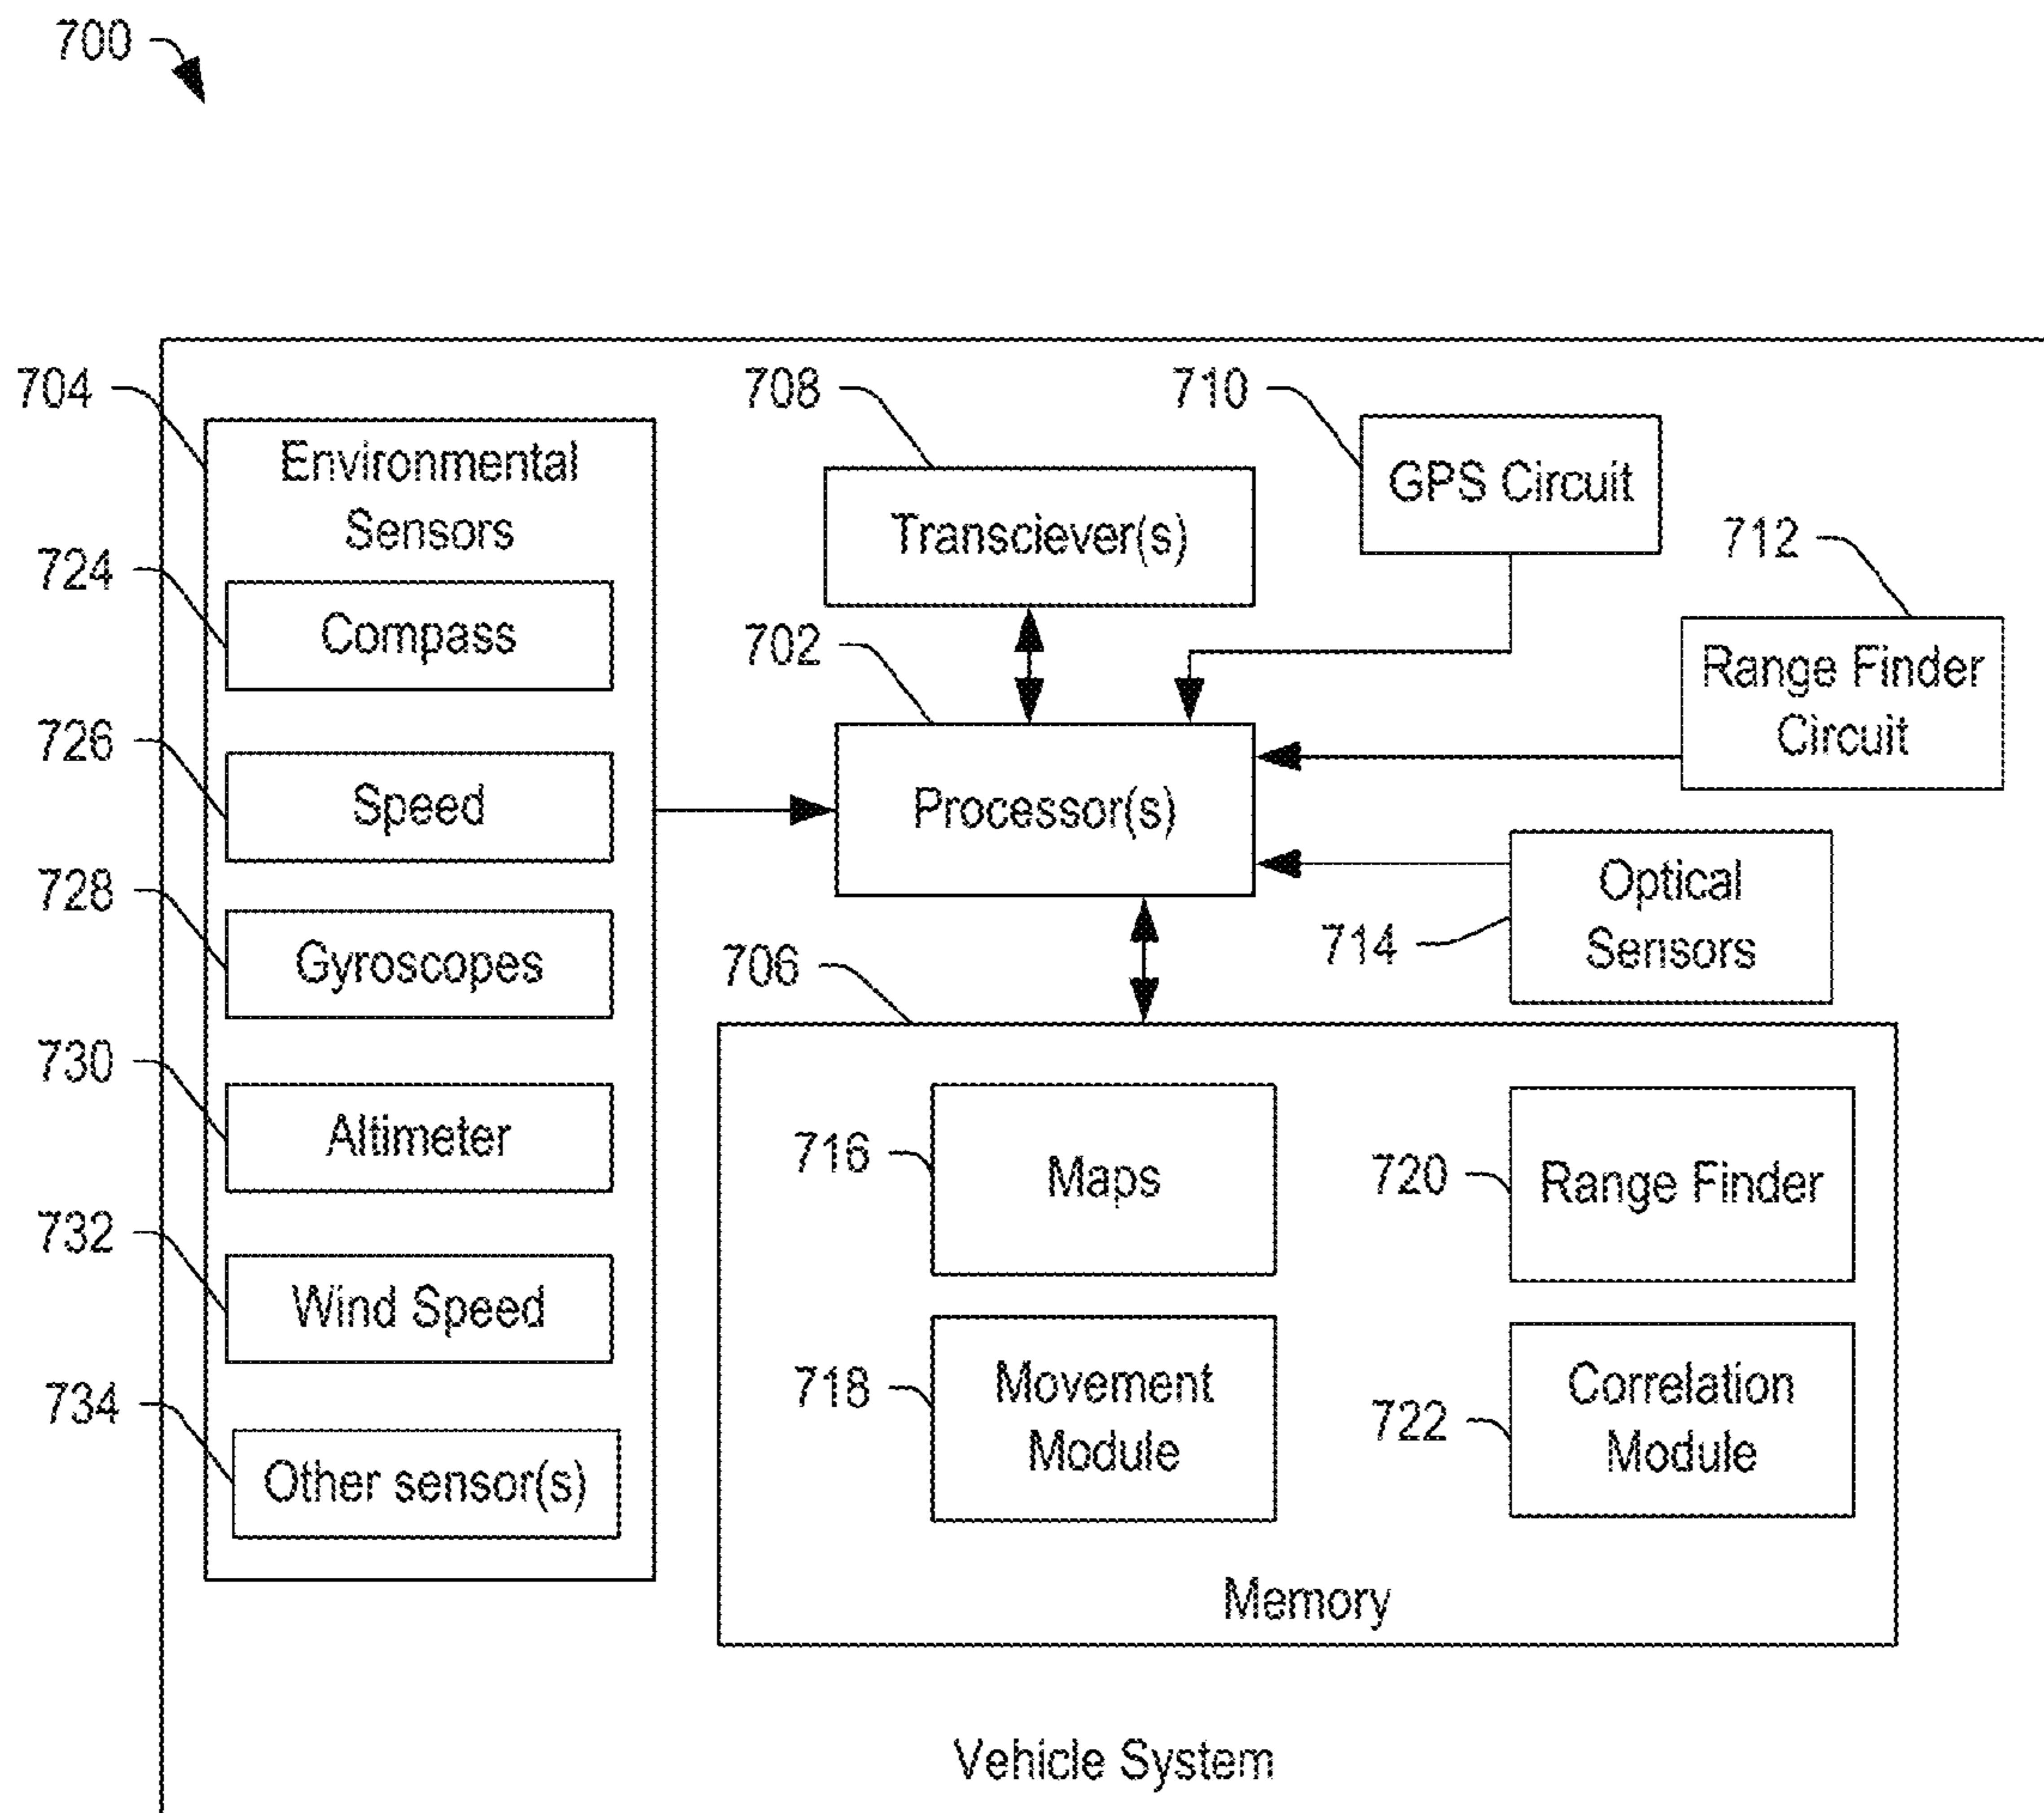 700
704
Environmental
Sensors
724
Compass
726
Speed
728
Gyroscopes
730
Altimeter
732
Wind Speed
734
Other sensor(s)
708
Transciever(s)
710
GPS Circuit
712
Range Finder
Circuit
702
Processor(s)
714
Optical
Sensors
706
716
Maps
720
Range Finder
718
Movement
Module
722
Correlation
Module
Memory
Vehicle System